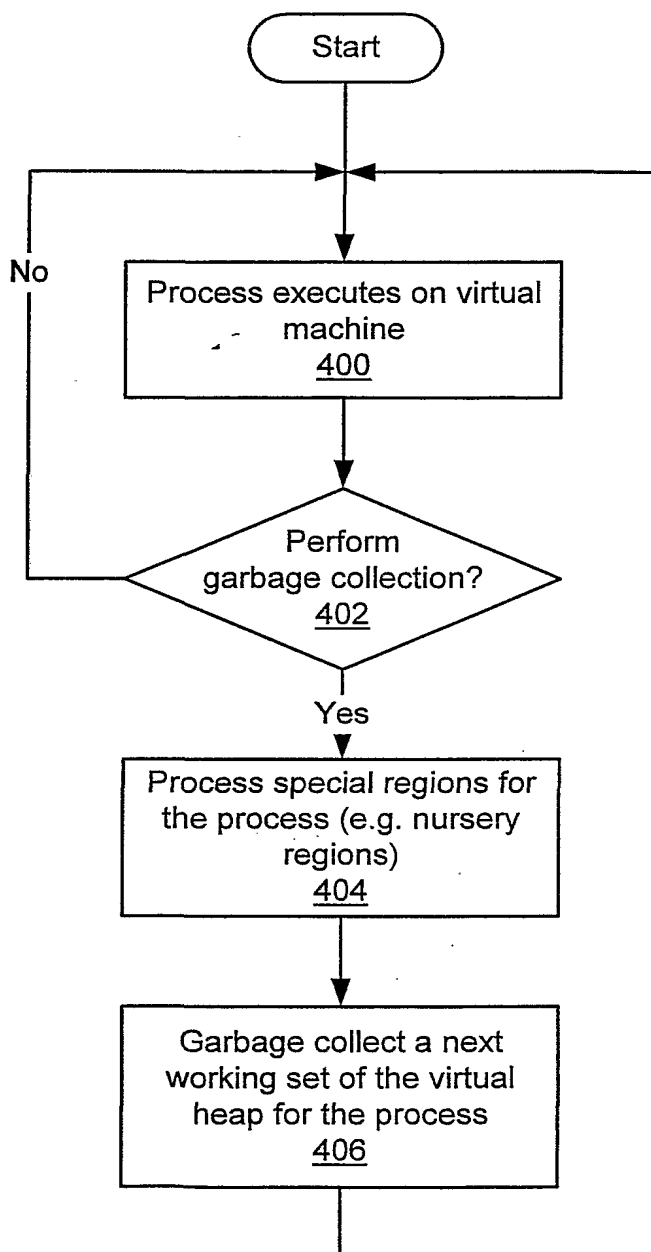 Start
No
Process executes on virtual
machine
400
Perform
garbage collection?
402
Yes
Process special regions for
the process (e.g. nursery
regions)
404
Garbage collect a next
working set of the virtual
heap for the process
406